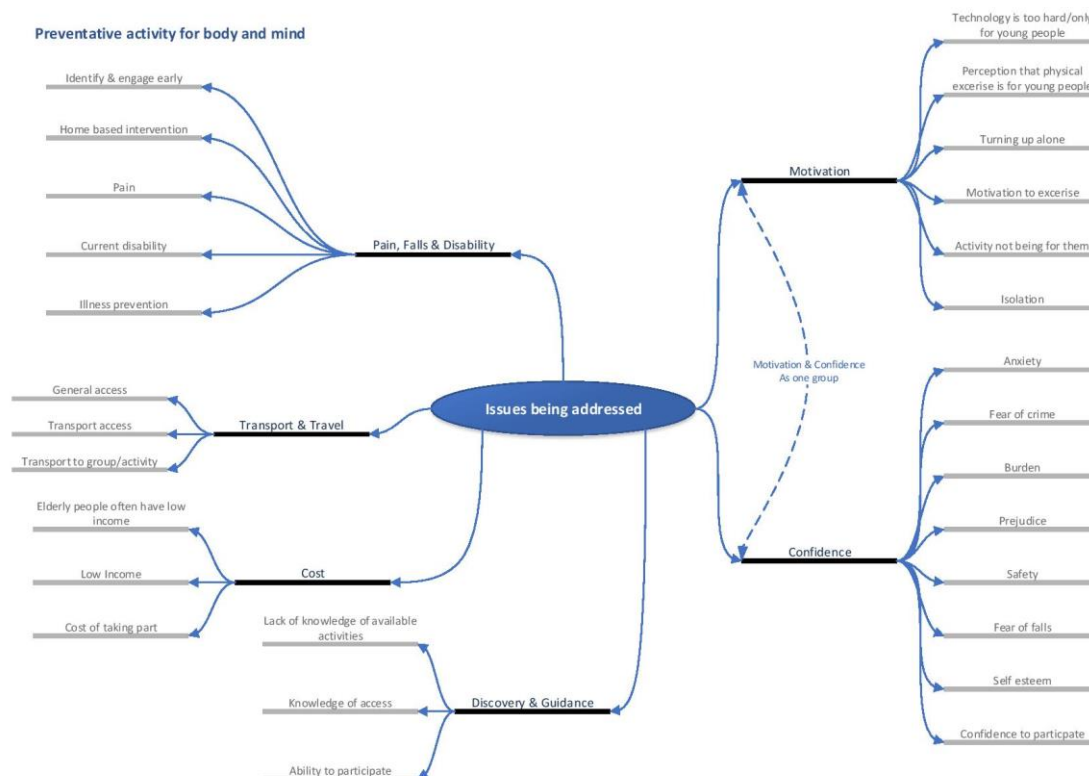 Preventative activity for body and mind
Identify & engage early
Home based intervention
Pain
Current disability
Illness prevention
Pain, Falls & Disability
General access
Transport access
Transport to group/activity
Transport & Travel
Elderly people often have low
income
Low Income
Cost of taking part
Cost
Lack of knowledge of available
activities
Knowledge of access
Ability to participate
Discovery & Guidance
Issues being addressed
Motivation & Confidence
As one group
Motivation
Technology is too hard/only
for young people
Perception that physical
excerise is for young people
Turning up alone
Motivation to excerise
Activity not being for them
Isolation
Confidence
Anxiety
Fear of crime
Burden
Prejudice
Safety
Fear of falls
Self esteem
Confidence to particpate